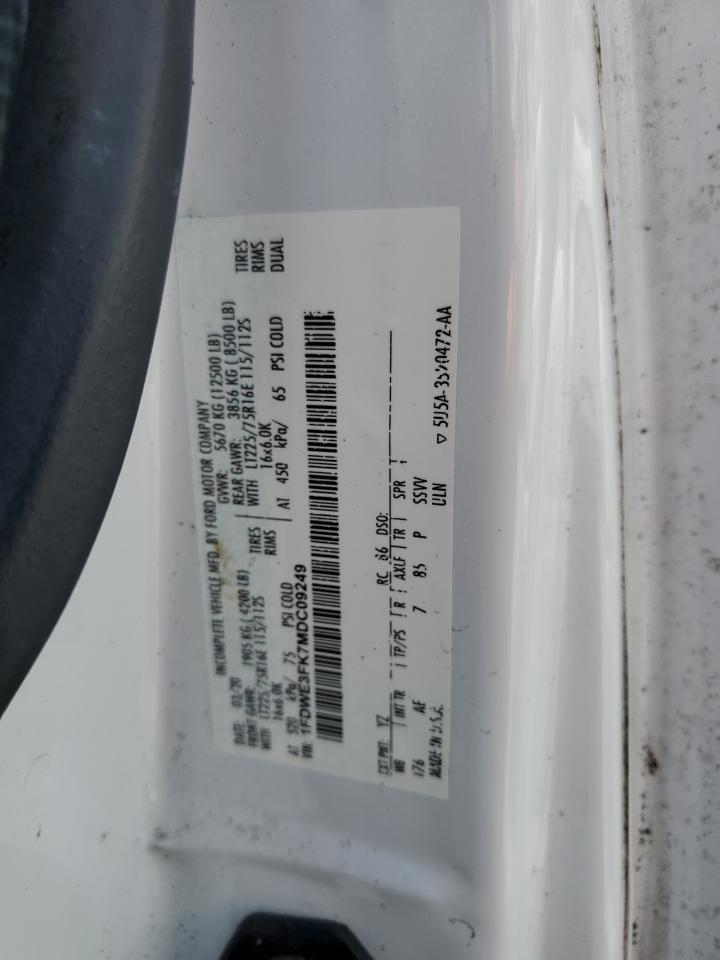 INCOMPLETE VEHICLE MFD. BY FORD MOTOR COMPANY
DATE: 03/20 GVWR: 5670 KG (12500 LB)
FRONT GAWR: 1905 KG ( 4200 LB) REAR GAWR: 3856 KG ( 8500 LB)
WITH LT225/75R16E 115/112S TIRES WITH LT225/75R16E 115/112S TIRES
16x6.0K RIMS 16x6.0K RIMS
AT 520 kPa/ 75 PSI COLD AT 450 kPa/ 65 PSI COLD DUAL
VIN: 1FDWE3FK7MDC09249
EXT PNT: YZ RC: 86 DSO:
WB INT TR TP/PS R AXLE TR SPR
176 AE 7 85 P SSVV
MADE IN U.S.A. ULN
5U5A-3520472-AA